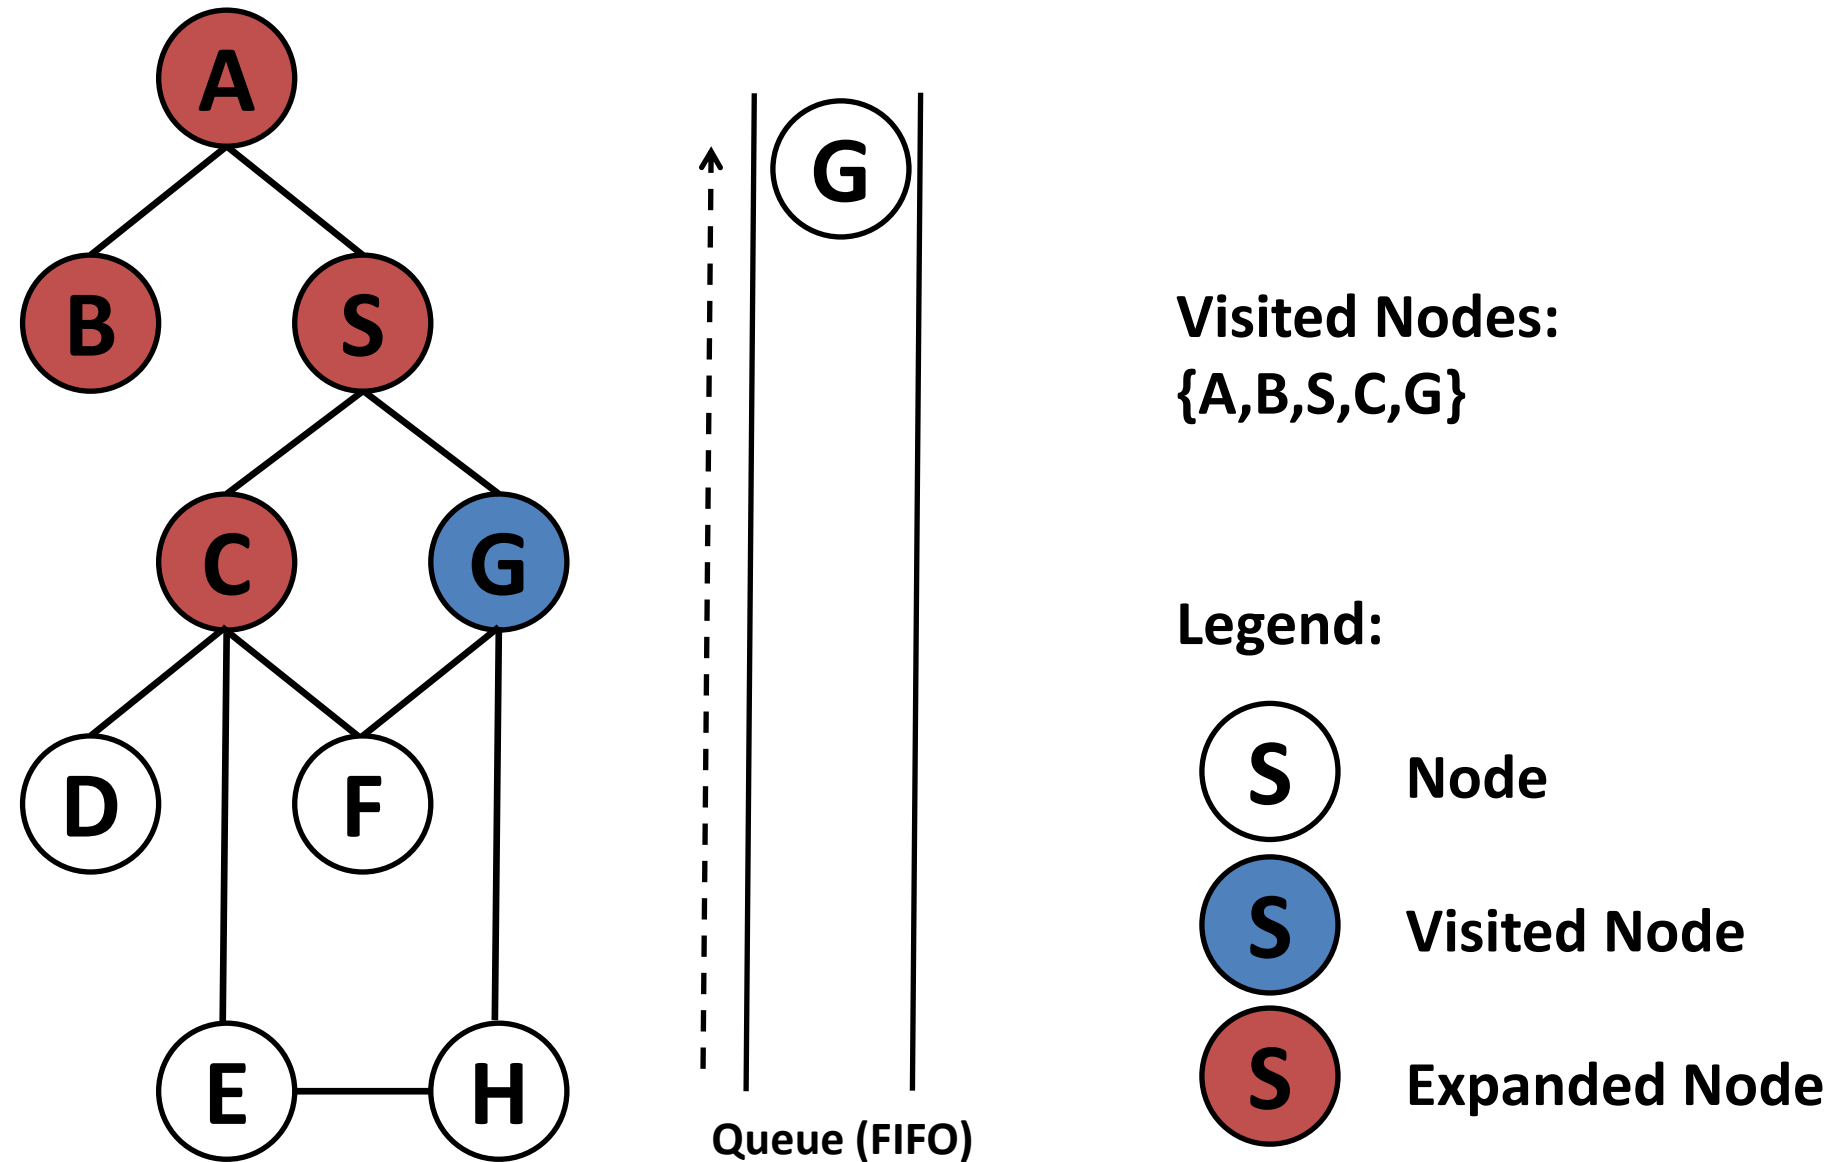 A
B
S
C
G
D
F
E
H
G
Queue (FIFO)
Visited Nodes:
{A,B,S,C,G}
Legend:
S Node
S Visited Node
S Expanded Node